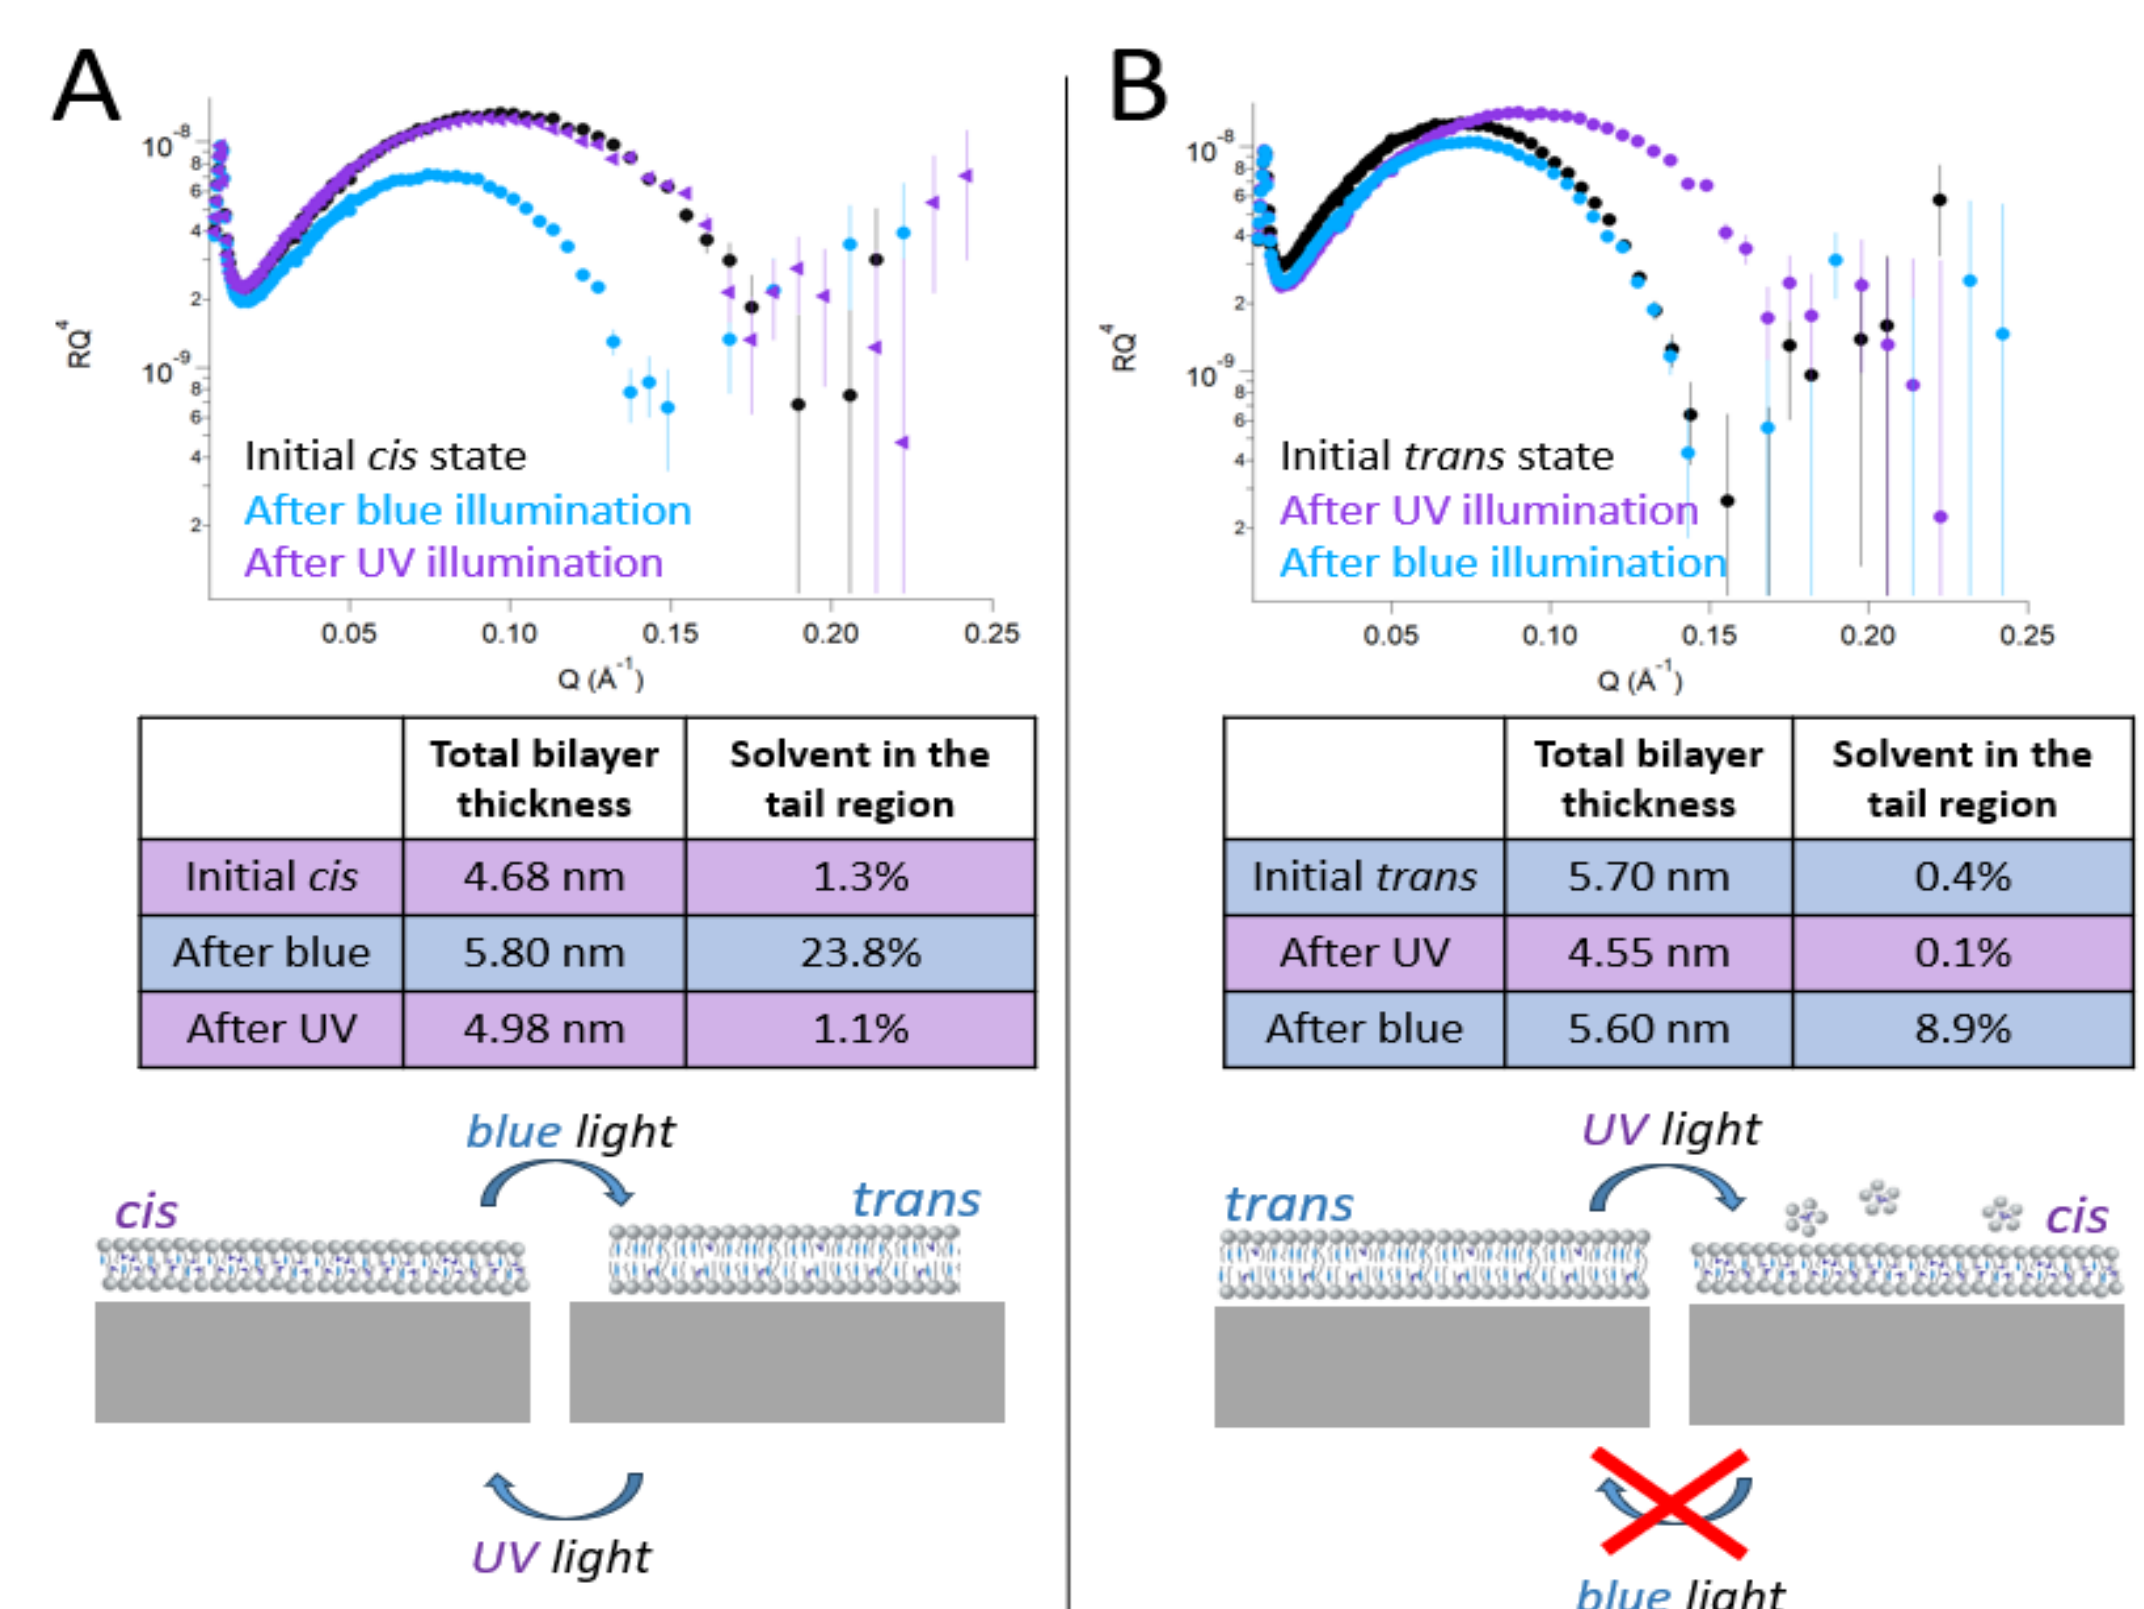 A
RQ⁴
10⁻⁸
8
6
4
2
10⁻⁹
8
6
4
2
Initial cis state
After blue illumination
After UV illumination
0.05 0.10 0.15 0.20 0.25
Q (Å⁻¹)
Total bilayer thickness Solvent in the tail region
Initial cis 4.68 nm 1.3%
After blue 5.80 nm 23.8%
After UV 4.98 nm 1.1%
blue light
cis trans
UV light
B
RQ⁴
10⁻⁸
8
6
4
2
10⁻⁹
8
6
4
2
Initial trans state
After UV illumination
After blue illumination
0.05 0.10 0.15 0.20 0.25
Q (Å⁻¹)
Total bilayer thickness Solvent in the tail region
Initial trans 5.70 nm 0.4%
After UV 4.55 nm 0.1%
After blue 5.60 nm 8.9%
UV light
trans cis
blue light